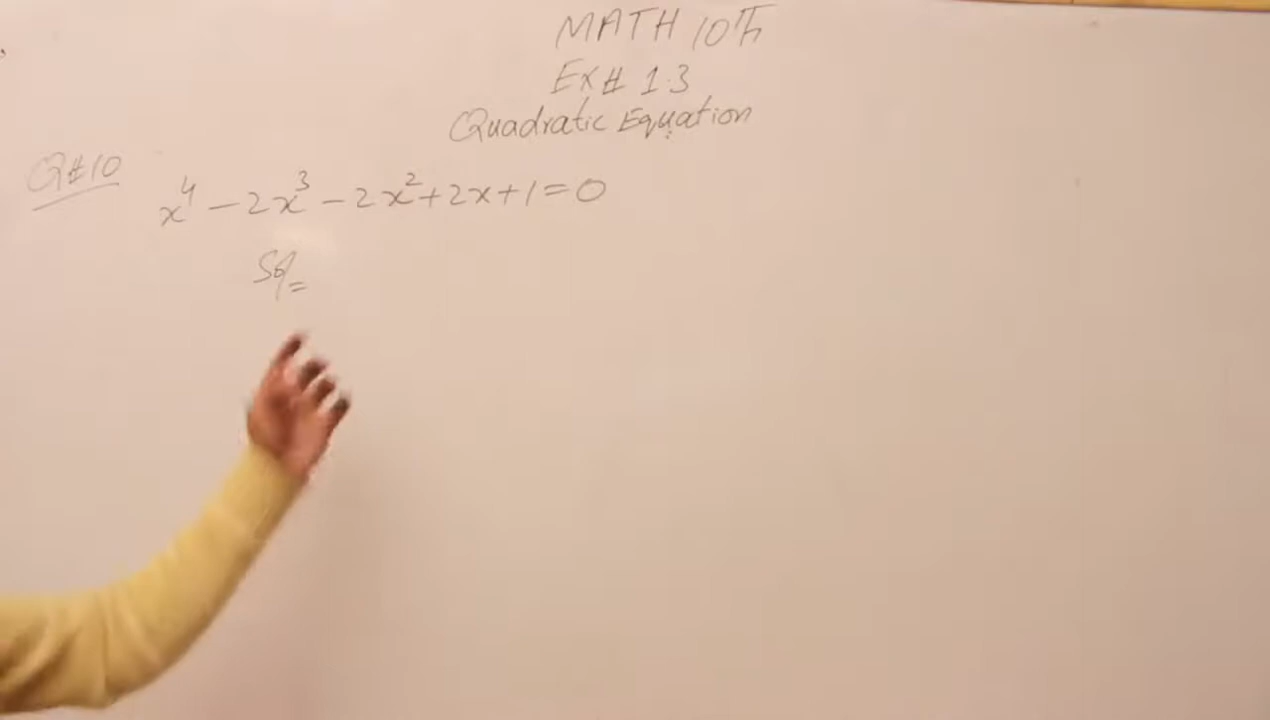 MATH 10Th
Ex# 1.3
Quadratic Equation
Q#10
x⁴ - 2x³ - 2x² + 2x + 1 = 0
Sol=